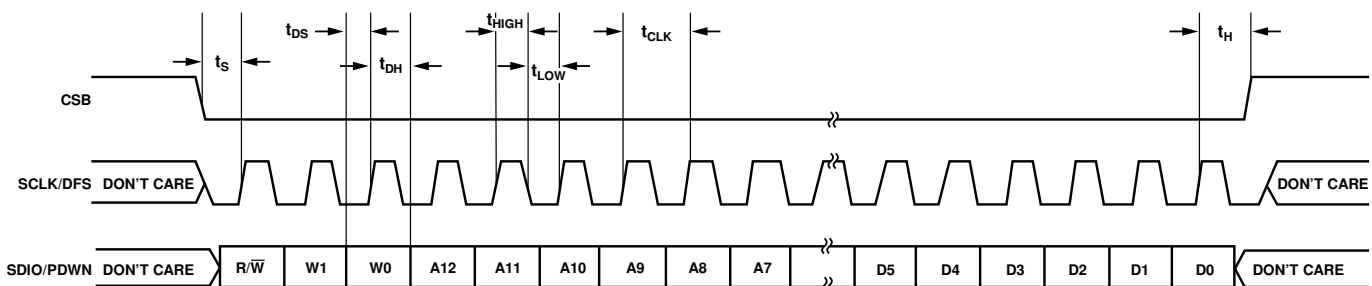 tDS
tHIGH
tCLK
tH
tS
tDH
tLOW
CSB
SCLK/DFS DON'T CARE DON'T CARE
SDIO/PDWN DON'T CARE R/W̅ W1 W0 A12 A11 A10 A9 A8 A7 D5 D4 D3 D2 D1 D0 DON'T CARE